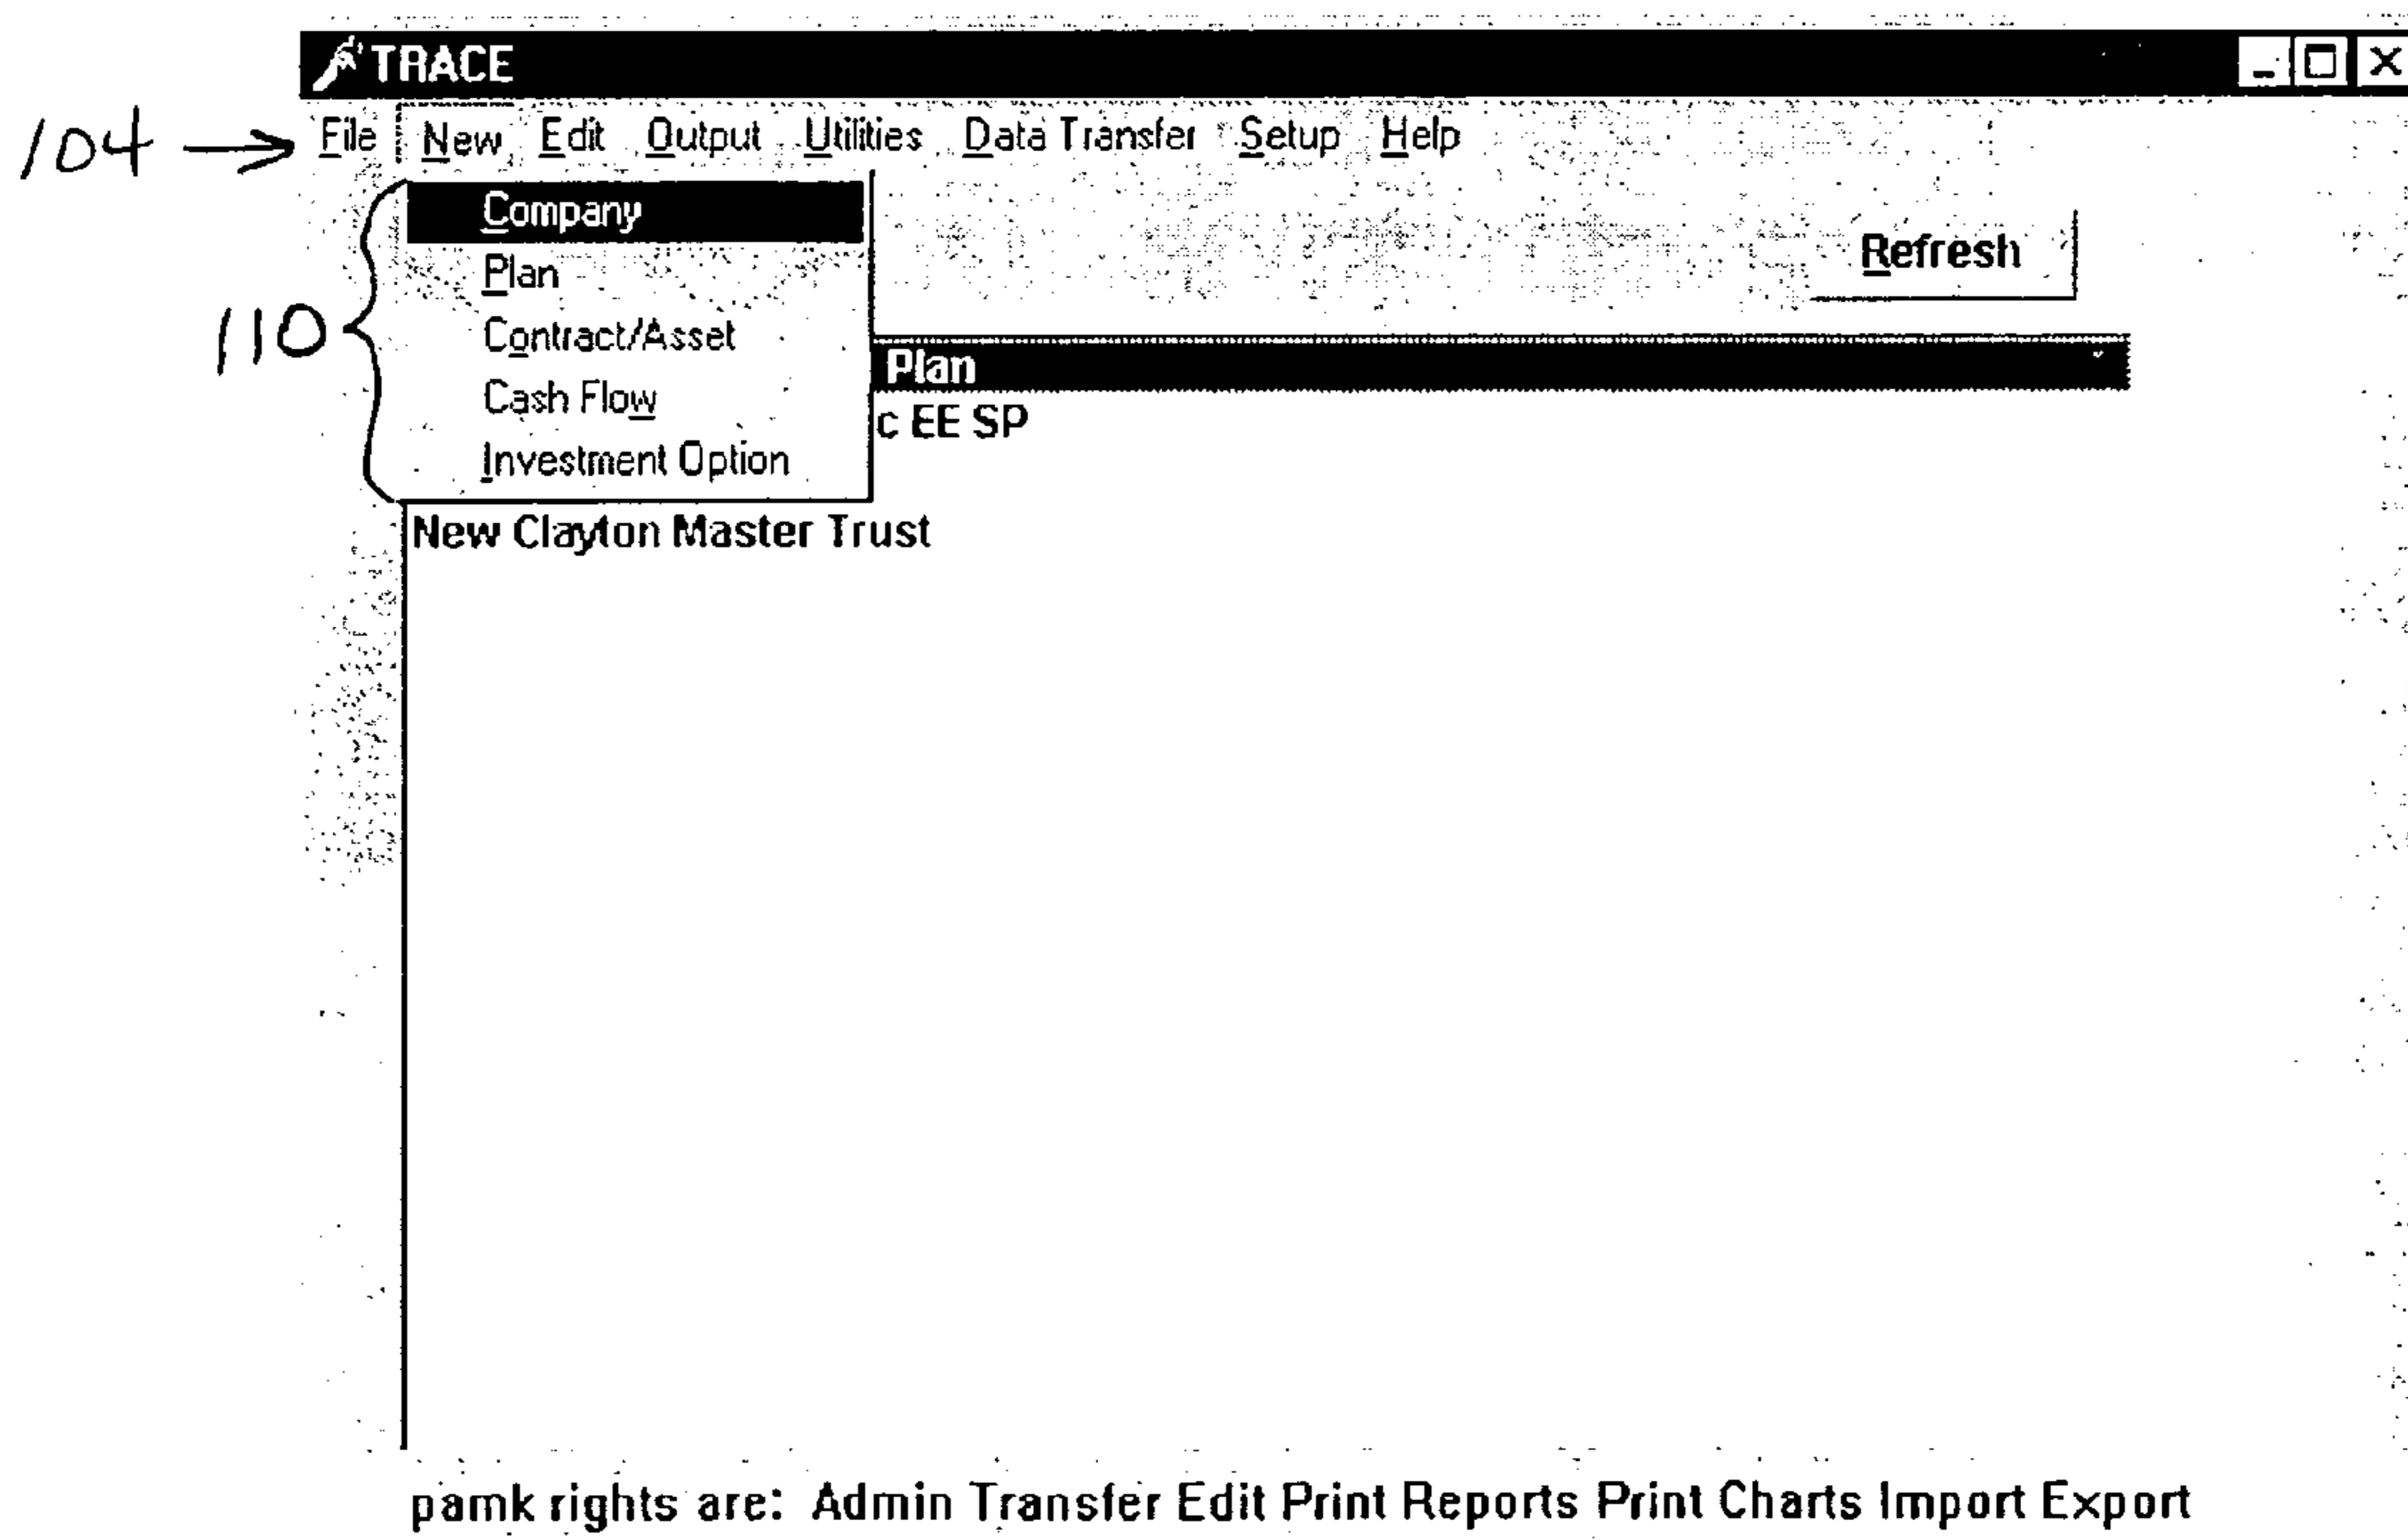 TRACE
104 → File New Edit Output Utilities Data Transfer Setup Help
Company
Refresh
Plan
110
Contract/Asset
Plan
Cash Flow
c EE SP
Investment Option
New Clayton Master Trust
pamk rights are: Admin Transfer Edit Print Reports Print Charts Import Export